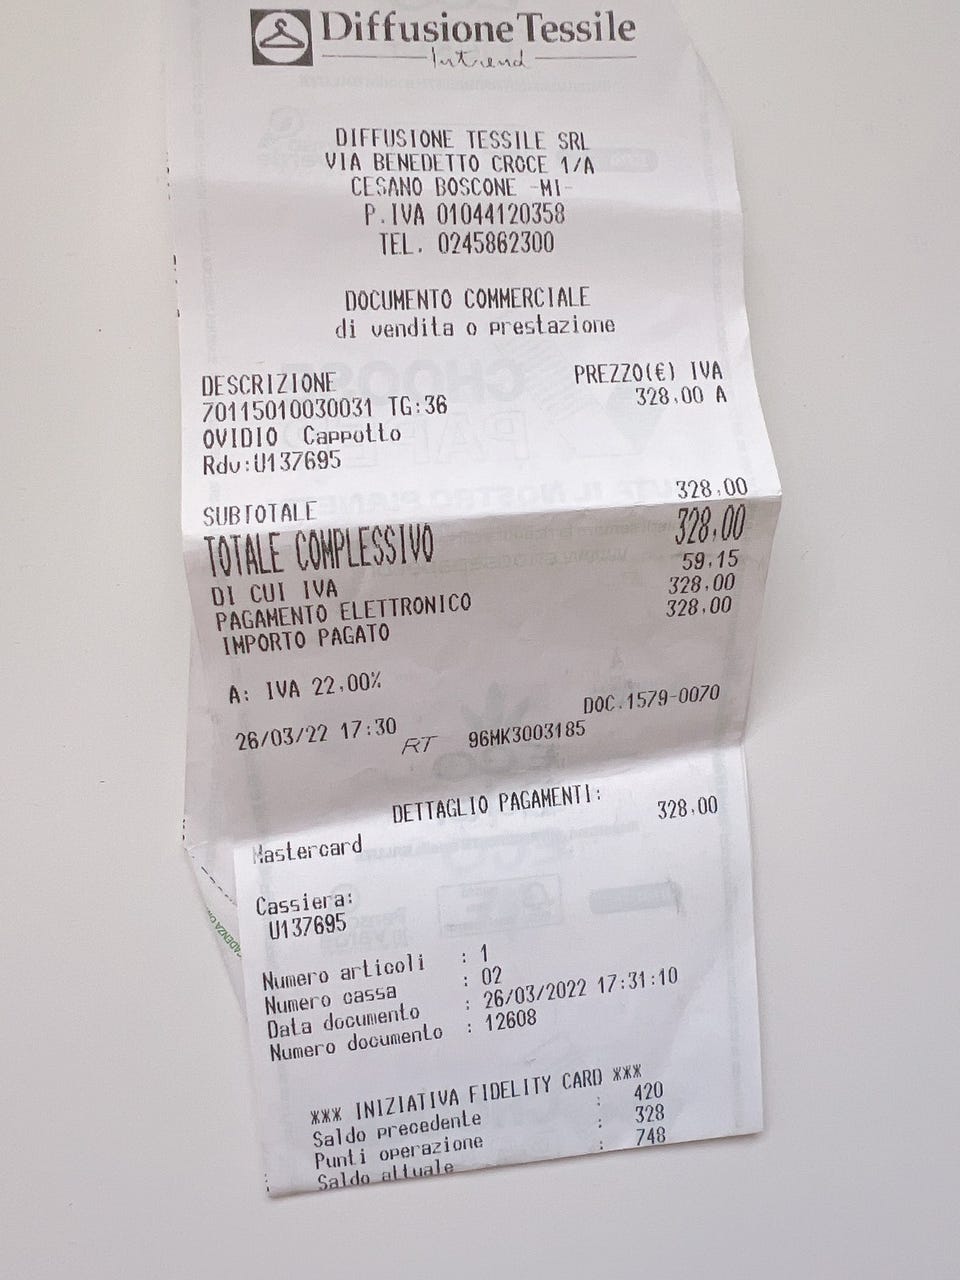 Diffusione Tessile
Intrend
DIFFUSIONE TESSILE SRL
VIA BENEDETTO CROCE 1/A
CESANO BOSCONE -MI-
P.IVA 01044120358
TEL. 0245862300
DOCUMENTO COMMERCIALE
di vendita o prestazione
DESCRIZIONE PREZZO(€) IVA
70115010030031 TG:36 328,00 A
OVIDIO Cappotto
Rdv:U137695
SUBTOTALE 328,00
TOTALE COMPLESSIVO 328,00
DI CUI IVA 59,15
PAGAMENTO ELETTRONICO 328,00
IMPORTO PAGATO 328,00
A: IVA 22,00%
26/03/22 17:30 DOC.1579-0070
RT 96MK3003185
DETTAGLIO PAGAMENTI:
Mastercard 328,00
Cassiera:
U137695
Numero articoli : 1
Numero cassa : 02
Data documento : 26/03/2022 17:31:10
Numero documento : 12608
*** INIZIATIVA FIDELITY CARD ***
Saldo precedente : 420
Punti operazione : 328
Saldo attuale : 748